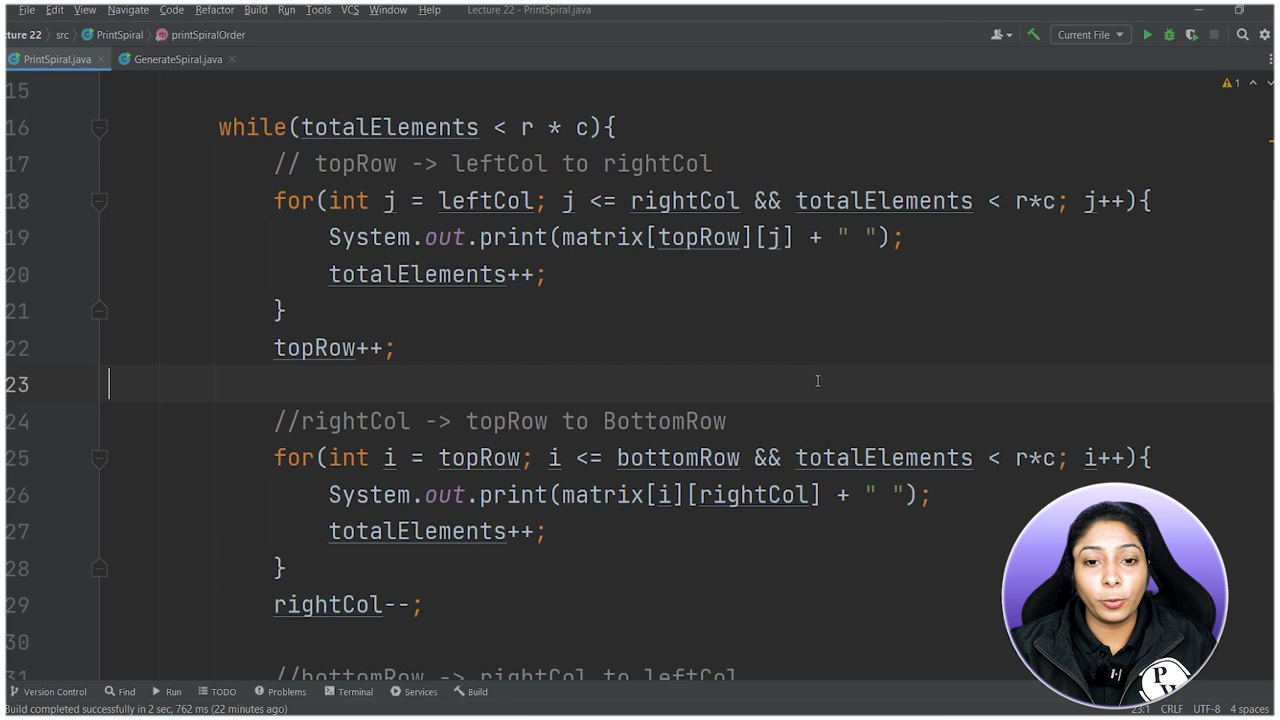 File Edit View Navigate Code Refactor Build Run Tools VCS Window Help Lecture 22 - PrintSpiral.java
cture 22 src PrintSpiral printSpiralOrder Current File
PrintSpiral.java GenerateSpiral.java
15 1
16 while(totalElements < r * c){
17 // topRow -> leftCol to rightCol
18 for(int j = leftCol; j <= rightCol && totalElements < r*c; j++){
19 System.out.print(matrix[topRow][j] + " ");
20 totalElements++;
21 }
22 topRow++;
23
24 //rightCol -> topRow to BottomRow
25 for(int i = topRow; i <= bottomRow && totalElements < r*c; i++){
26 System.out.print(matrix[i][rightCol] + " ");
27 totalElements++;
28 }
29 rightCol--;
30
31 //bottomRow -> rightCol to leftCol
P
W
Version Control Find Run TODO Problems Terminal Services Build
Build completed successfully in 2 sec, 762 ms (22 minutes ago) 23:1 CRLF UTF-8 4 spaces